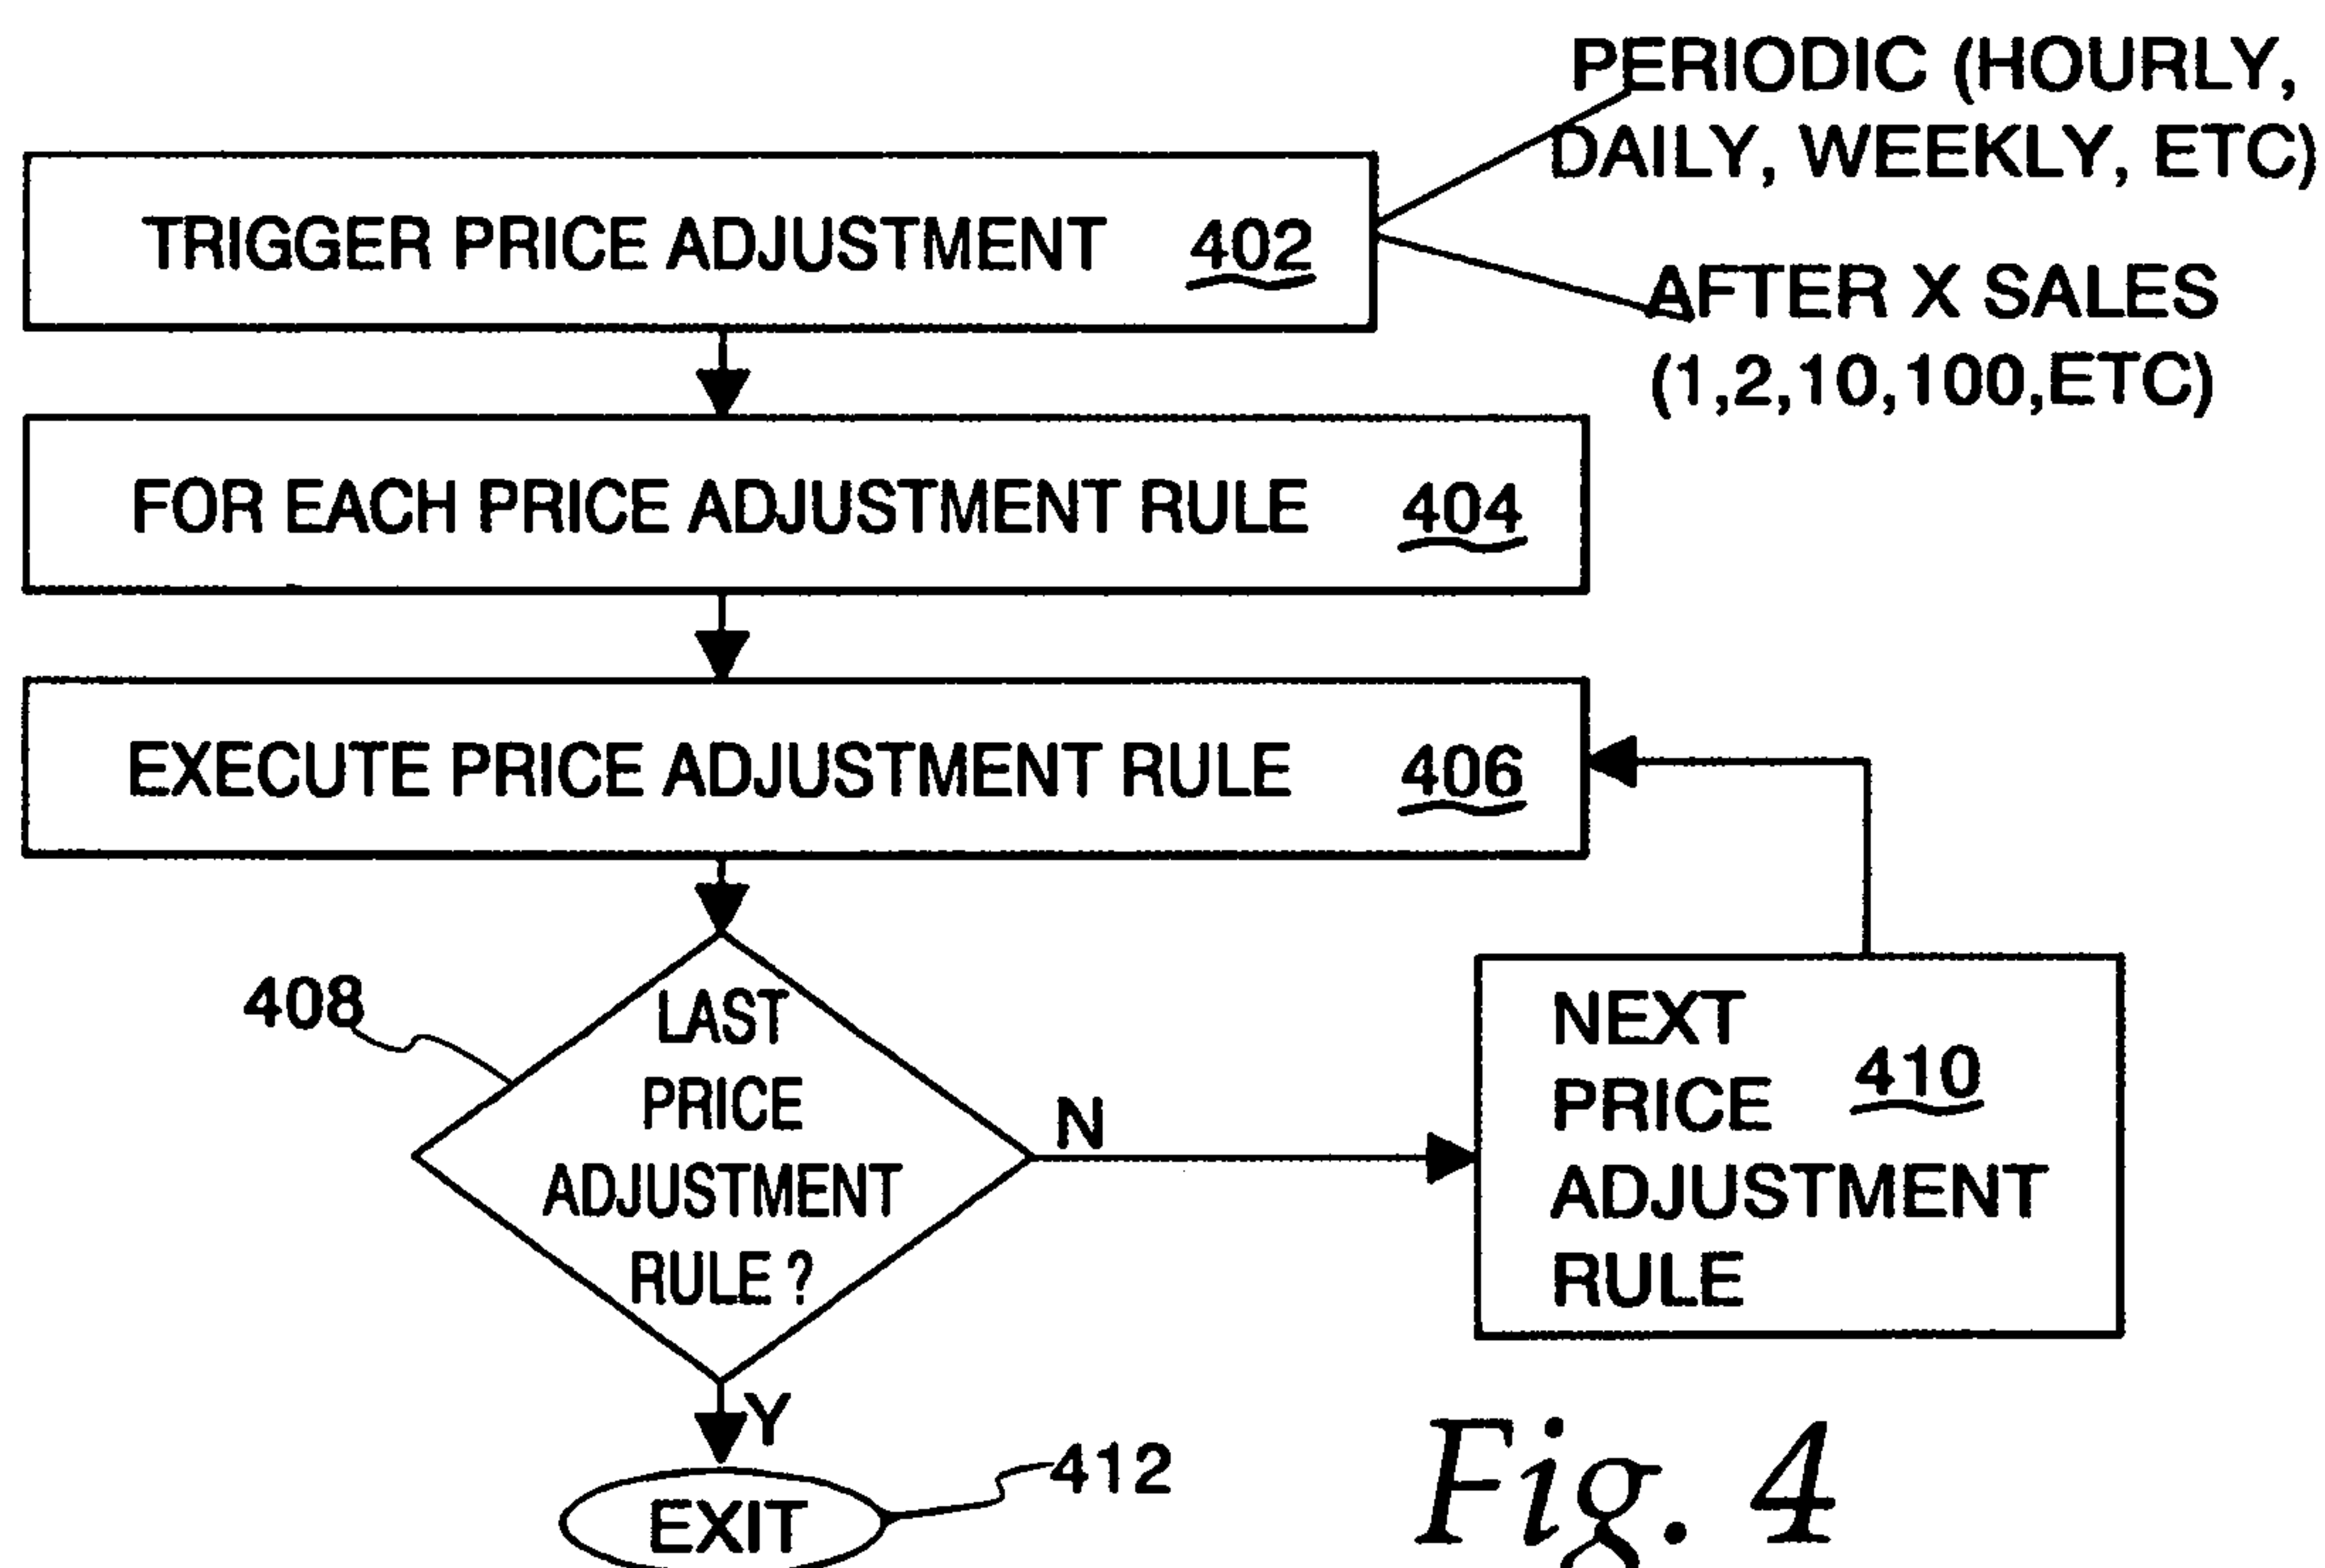 PERIODIC (HOURLY,
DAILY, WEEKLY, ETC)
TRIGGER PRICE ADJUSTMENT 402
AFTER X SALES
(1,2,10,100,ETC)
FOR EACH PRICE ADJUSTMENT RULE 404
EXECUTE PRICE ADJUSTMENT RULE 406
408
LAST
PRICE
ADJUSTMENT
RULE ?
N
NEXT
PRICE 410
ADJUSTMENT
RULE
Y
EXIT
412
Fig. 4